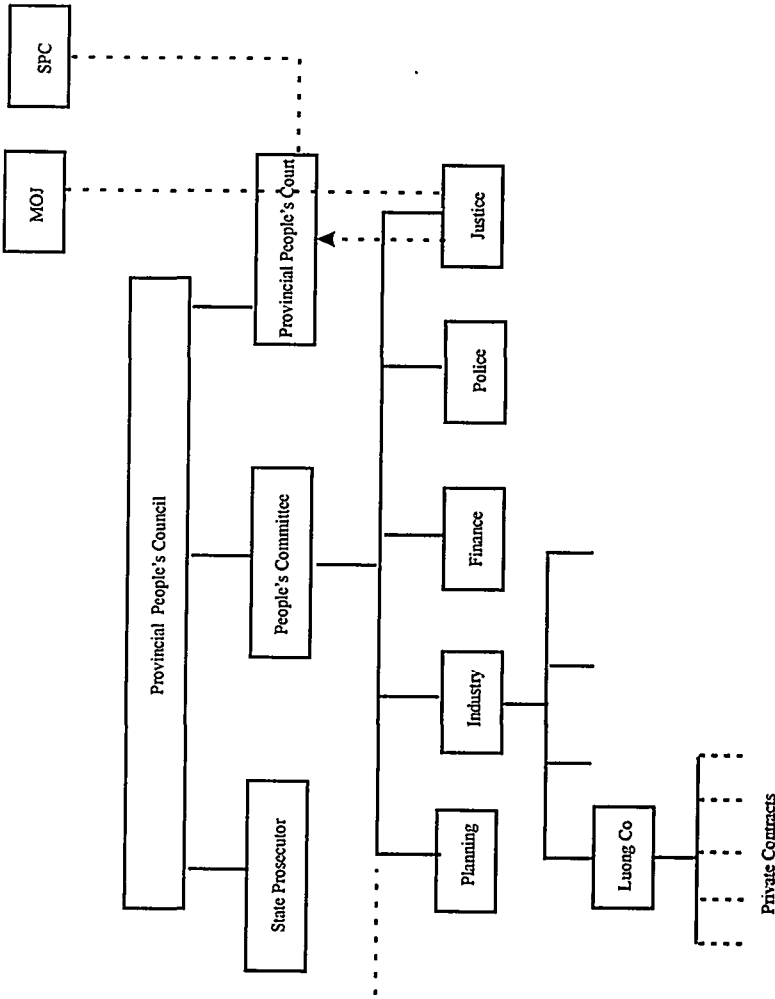 SPC
MOJ
Provincial People's Council
State Prosecutor
People's Committee
Provincial People's Court
Planning
Industry
Finance
Police
Justice
Luong Co
Private Contracts